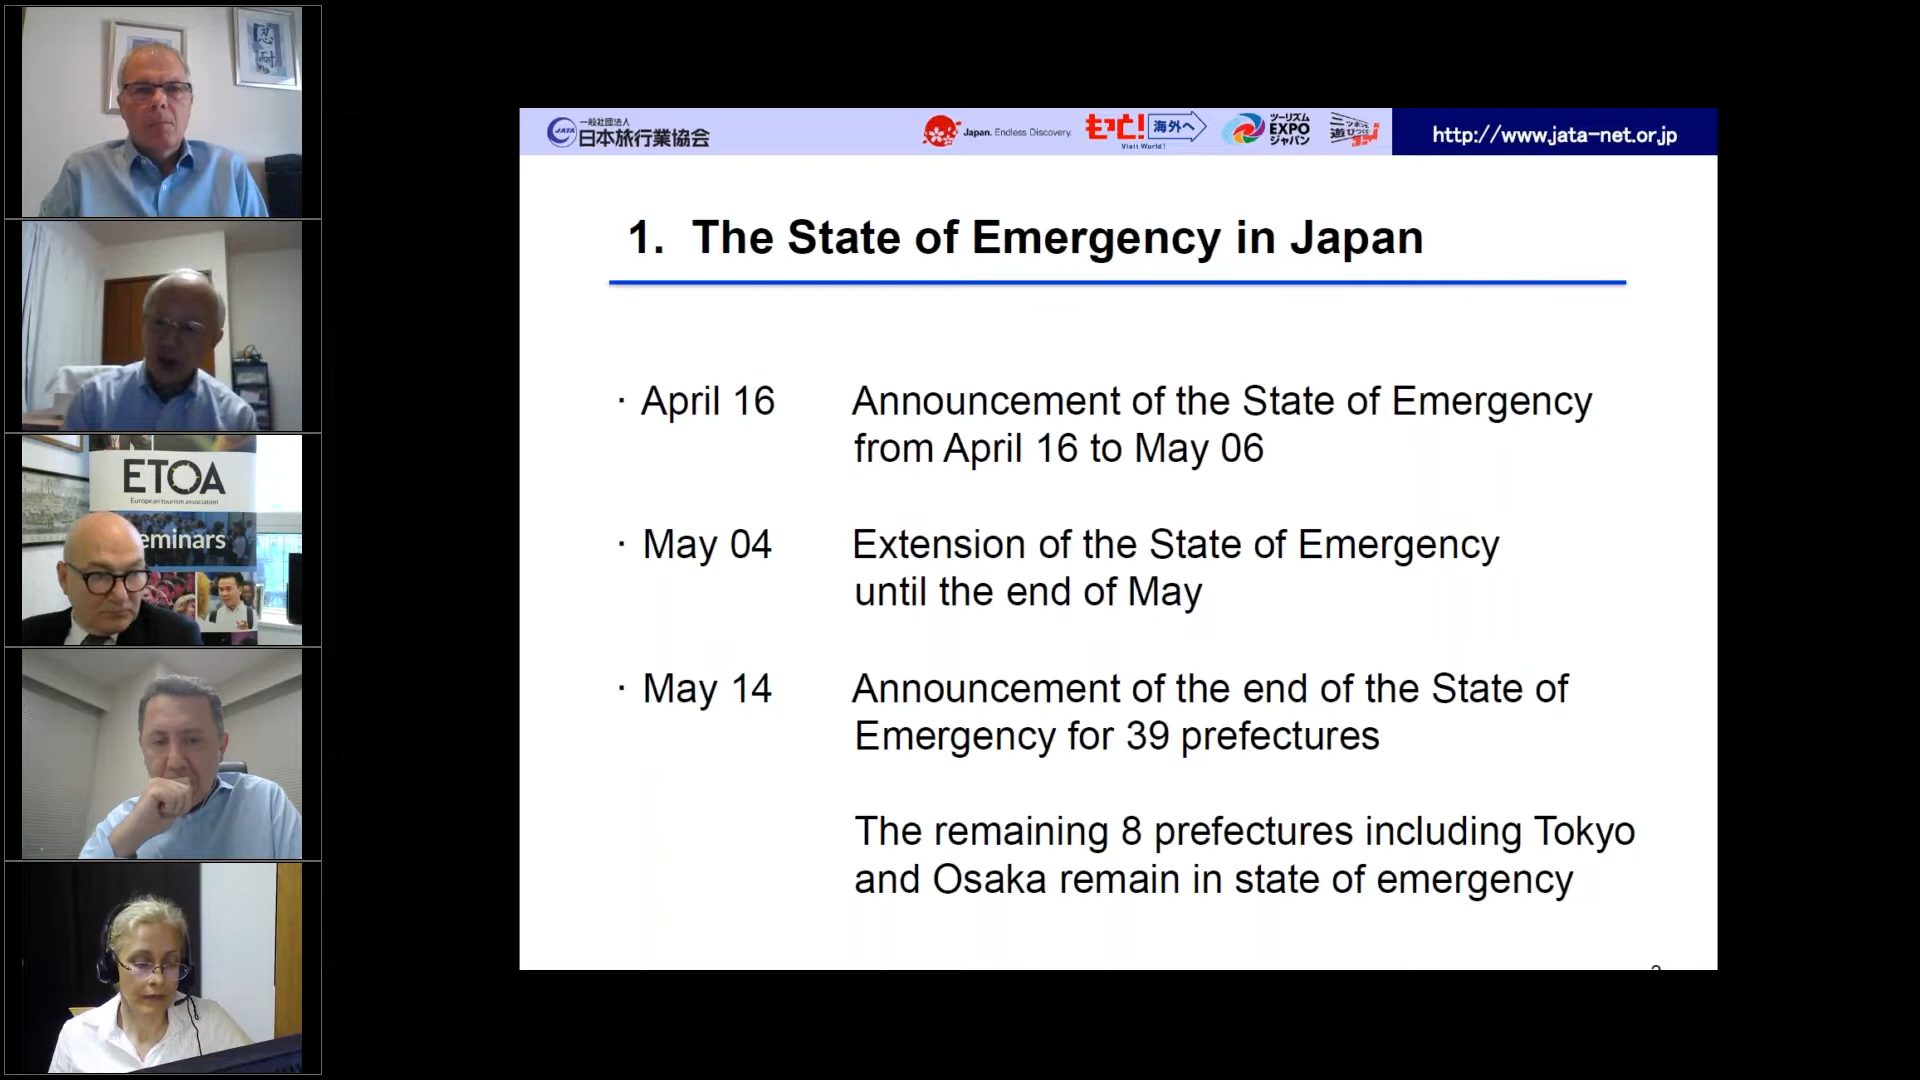 忍耐
ETOA
European tourism association
eminars
一般社団法人
JATA 日本旅行業協会
Japan. Endless Discovery.
もっと!海外へ
Visit World!
ツーリズム
EXPO
ジャパン
http://www.jata-net.or.jp
1. The State of Emergency in Japan
· April 16 Announcement of the State of Emergency
from April 16 to May 06
· May 04 Extension of the State of Emergency
until the end of May
· May 14 Announcement of the end of the State of
Emergency for 39 prefectures
The remaining 8 prefectures including Tokyo
and Osaka remain in state of emergency